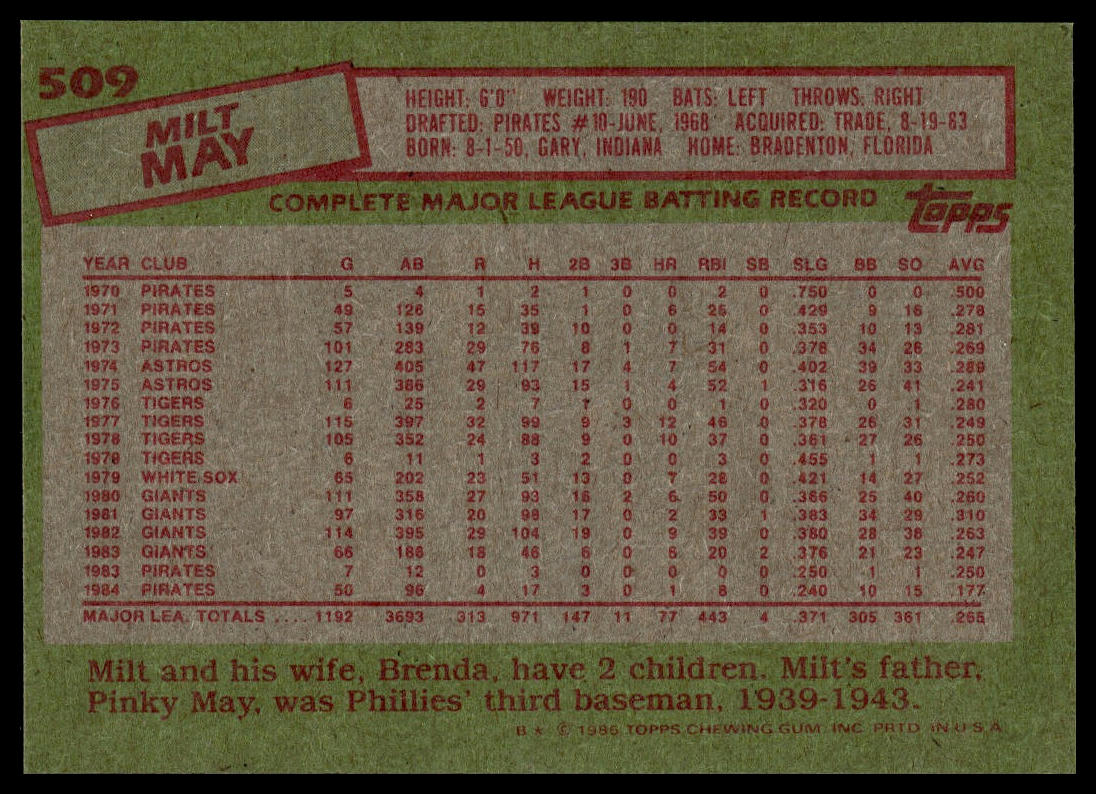 509
MILT
MAY
HEIGHT: 6'0" WEIGHT: 190 BATS: LEFT THROWS: RIGHT
DRAFTED: PIRATES #10-JUNE, 1968 ACQUIRED: TRADE, 8-19-83
BORN: 8-1-50, GARY, INDIANA HOME: BRADENTON, FLORIDA
COMPLETE MAJOR LEAGUE BATTING RECORD
Topps
YEAR CLUB G AB R H 2B 3B HR RBI SB SLG BB SO AVG
1970 PIRATES 5 4 1 2 1 0 0 2 0 .750 0 0 .500
1971 PIRATES 49 126 15 35 1 0 6 25 0 .429 9 16 .278
1972 PIRATES 57 139 12 39 10 0 0 14 0 .353 10 13 .281
1973 PIRATES 101 283 29 76 8 1 7 31 0 .378 34 26 .269
1974 ASTROS 127 405 47 117 17 4 7 54 0 .402 39 33 .289
1975 ASTROS 111 386 29 93 15 1 4 52 1 .316 26 41 .241
1976 TIGERS 6 25 2 7 1 0 0 1 0 .320 0 1 .280
1977 TIGERS 115 397 32 99 9 3 12 46 0 .378 26 31 .249
1978 TIGERS 105 352 24 88 9 0 10 37 0 .361 27 26 .250
1979 TIGERS 6 11 1 3 2 0 0 3 0 .455 1 1 .273
1979 WHITE SOX 65 202 23 51 13 0 7 28 0 .421 14 27 .252
1980 GIANTS 111 358 27 93 16 2 6 50 0 .366 25 40 .260
1981 GIANTS 97 316 20 98 17 0 2 33 1 .383 34 29 .310
1982 GIANTS 114 395 29 104 19 0 9 39 0 .380 28 38 .263
1983 GIANTS 66 186 18 46 6 0 6 20 2 .376 21 23 .247
1983 PIRATES 7 12 0 3 0 0 0 0 0 .250 1 1 .250
1984 PIRATES 50 96 4 17 3 0 1 8 0 .240 10 15 .177
MAJOR LEA. TOTALS .... 1192 3693 313 971 147 11 77 443 4 .371 305 361 .265
Milt and his wife, Brenda, have 2 children. Milt's father,
Pinky May, was Phillies' third baseman, 1939-1943.
B★ © 1985 TOPPS CHEWING GUM, INC. PRTD. IN U.S.A.